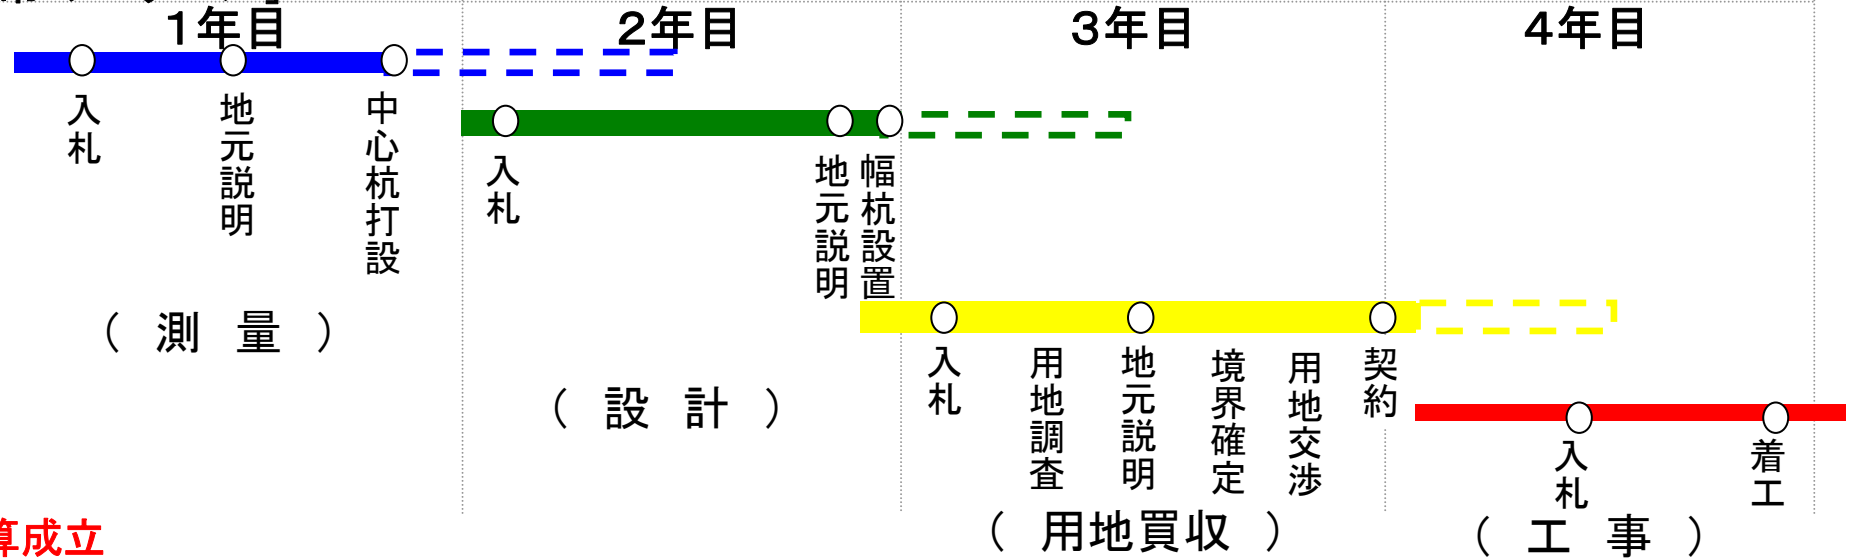 1年目
2年目
3年目
4年目
入札
地元説明
中心杭打設
（ 測 量 ）
入札
地元説明
幅杭設置
（ 設 計 ）
入札
用地調査
地元説明
境界確定
用地交渉
契約
（ 用地買収 ）
入札
着工
（ 工 事 ）
算成立